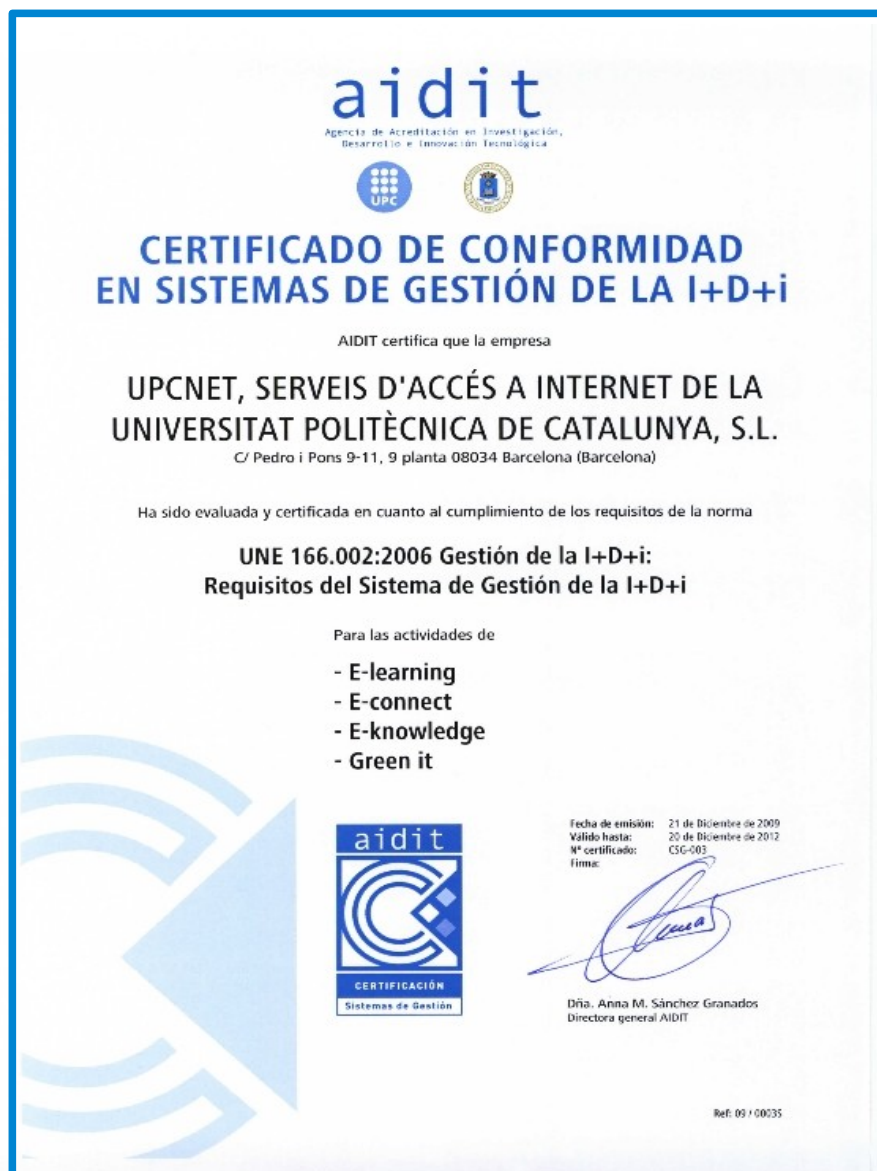 aidit
Agencia de Acreditación en Investigación,
Desarrollo e Innovación Tecnológica
UPC
CERTIFICADO DE CONFORMIDAD
EN SISTEMAS DE GESTIÓN DE LA I+D+i
AIDIT certifica que la empresa
UPCNET, SERVEIS D'ACCÉS A INTERNET DE LA
UNIVERSITAT POLITÈCNICA DE CATALUNYA, S.L.
C/ Pedro i Pons 9-11, 9 planta 08034 Barcelona (Barcelona)
Ha sido evaluada y certificada en cuanto al cumplimiento de los requisitos de la norma
UNE 166.002:2006 Gestión de la I+D+i:
Requisitos del Sistema de Gestión de la I+D+i
Para las actividades de
- E-learning
- E-connect
- E-knowledge
- Green it
aidit
CERTIFICACIÓN
Sistemas de Gestión
Fecha de emisión: 21 de Diciembre de 2009
Válido hasta: 20 de Diciembre de 2012
Nº certificado: CSG-003
Firma:
Dña. Anna M. Sánchez Granados
Directora general AIDIT
Ref: 09 / 00035